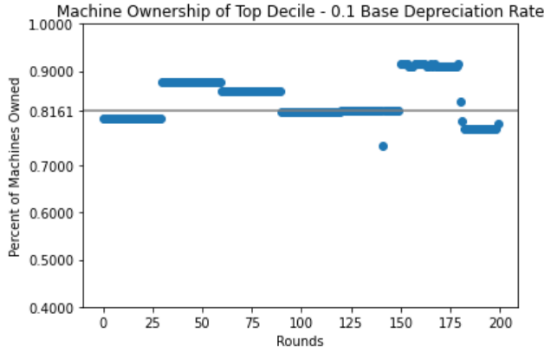 Machine Ownership of Top Decile - 0.1 Base Depreciation Rate
1.0000
0.9000
0.8161
0.7000
0.6000
0.5000
0.4000
Percent of Machines Owned
0 25 50 75 100 125 150 175 200
Rounds